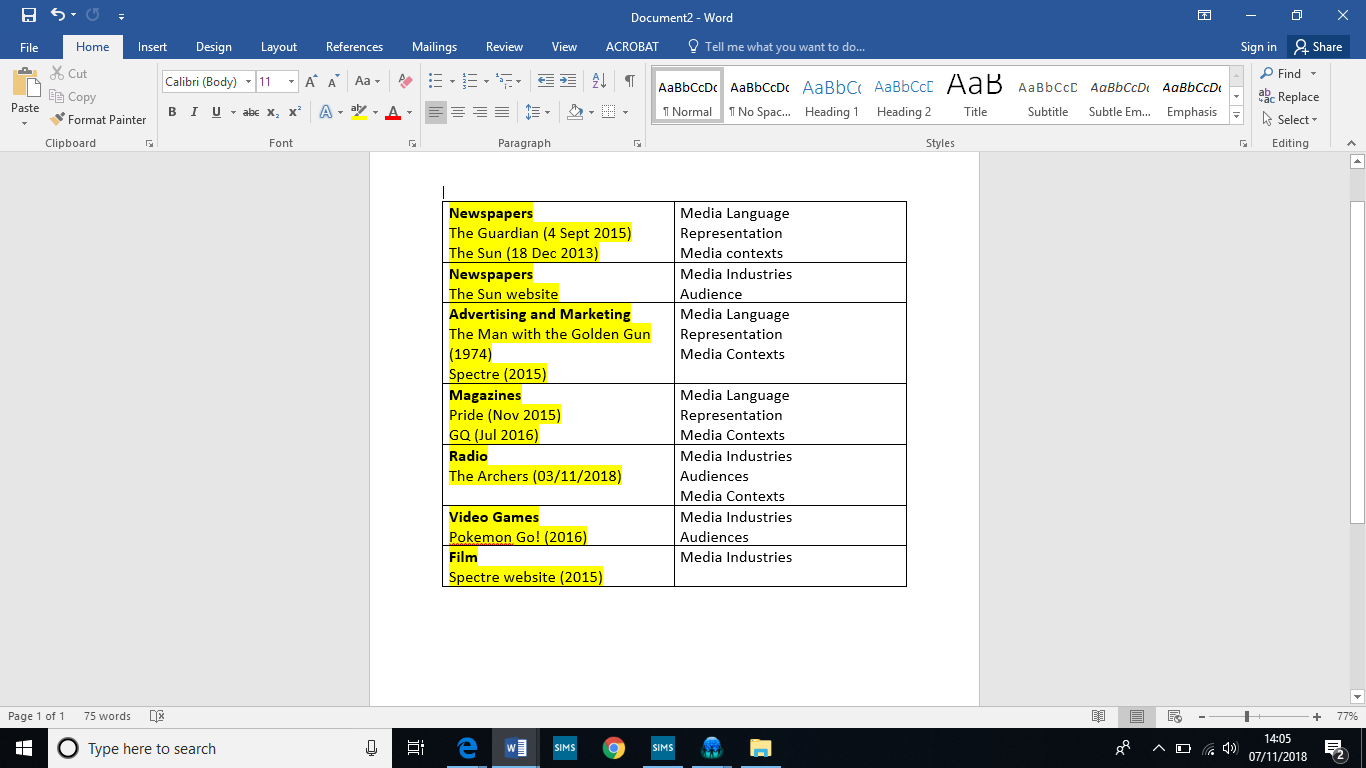 Document2 - Word
File Home Insert Design Layout References Mailings Review View ACROBAT Tell me what you want to do... Sign in Share
Paste
Cut
Copy
Format Painter
Clipboard
Calibri (Body) 11
Font
Paragraph
AaBbCcDc AaBbCcDc AaBbCc AaBbCcD AaB AaBbCcD AaBbCcDc AaBbCcDc
¶ Normal ¶ No Spac... Heading 1 Heading 2 Title Subtitle Subtle Em... Emphasis
Styles
Find
Replace
Select
Editing
Newspapers
The Guardian (4 Sept 2015)
The Sun (18 Dec 2013)
Media Language
Representation
Media contexts
Newspapers
The Sun website
Media Industries
Audience
Advertising and Marketing
The Man with the Golden Gun
(1974)
Spectre (2015)
Media Language
Representation
Media Contexts
Magazines
Pride (Nov 2015)
GQ (Jul 2016)
Media Language
Representation
Media Contexts
Radio
The Archers (03/11/2018)
Media Industries
Audiences
Media Contexts
Video Games
Pokemon Go! (2016)
Media Industries
Audiences
Film
Spectre website (2015)
Media Industries
Page 1 of 1 75 words 77%
Type here to search
SIMS
SIMS
14:05
07/11/2018
2